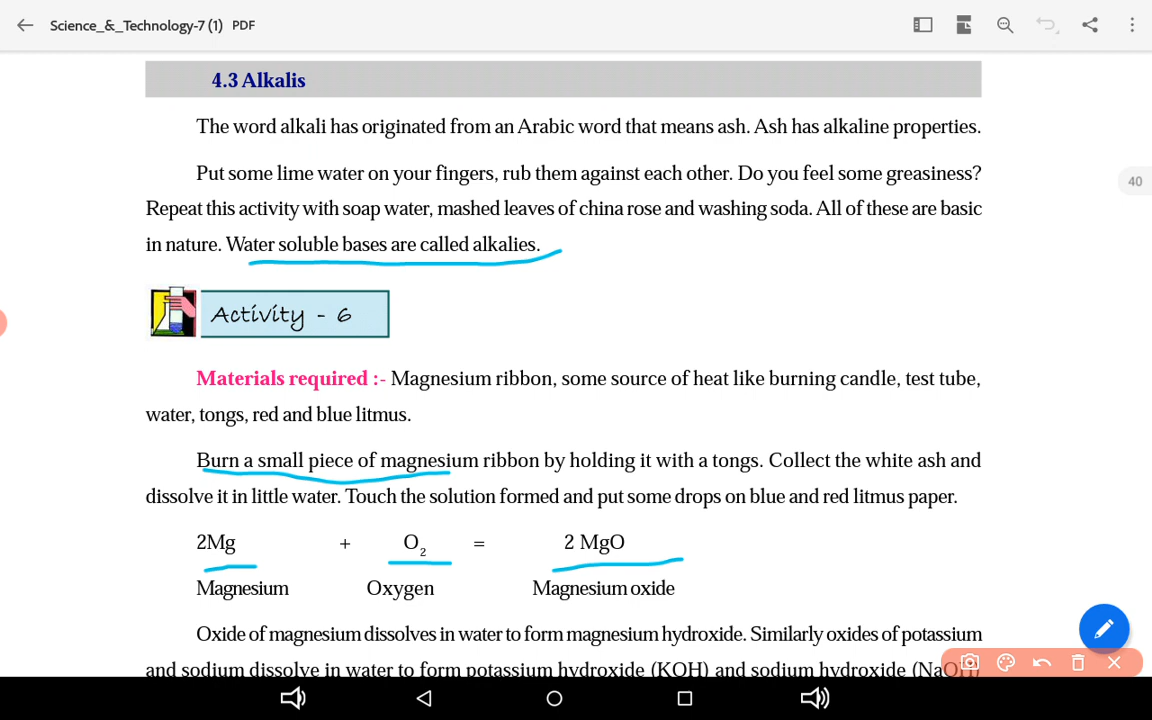 Science_&_Technology-7 (1) PDF
4.3 Alkalis
The word alkali has originated from an Arabic word that means ash. Ash has alkaline properties.
40
Put some lime water on your fingers, rub them against each other. Do you feel some greasiness?
Repeat this activity with soap water, mashed leaves of china rose and washing soda. All of these are basic
in nature. Water soluble bases are called alkalies.
Activity - 6
Materials required :- Magnesium ribbon, some source of heat like burning candle, test tube,
water, tongs, red and blue litmus.
Burn a small piece of magnesium ribbon by holding it with a tongs. Collect the white ash and
dissolve it in little water. Touch the solution formed and put some drops on blue and red litmus paper.
2Mg + O₂ = 2 MgO
Magnesium Oxygen Magnesium oxide
Oxide of magnesium dissolves in water to form magnesium hydroxide. Similarly oxides of potassium
and sodium dissolve in water to form potassium hydroxide (KOH) and sodium hydroxide (NaOH)